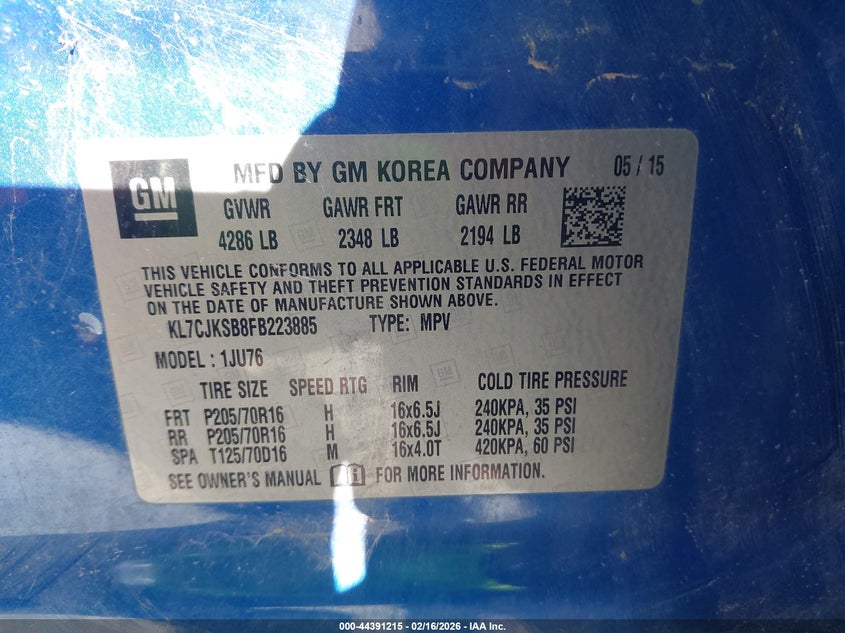 GM
MFD BY GM KOREA COMPANY 05 / 15
GVWR GAWR FRT GAWR RR
4286 LB 2348 LB 2194 LB
THIS VEHICLE CONFORMS TO ALL APPLICABLE U.S. FEDERAL MOTOR
VEHICLE SAFETY AND THEFT PREVENTION STANDARDS IN EFFECT
ON THE DATE OF MANUFACTURE SHOWN ABOVE.
KL7CJKSB8FB223885 TYPE: MPV
MODEL : 1JU76
TIRE SIZE SPEED RTG RIM COLD TIRE PRESSURE
FRT P205/70R16 H 16x6.5J 240KPA, 35 PSI
RR P205/70R16 H 16x6.5J 240KPA, 35 PSI
SPA T125/70D16 M 16x4.0T 420KPA, 60 PSI
SEE OWNER'S MANUAL FOR MORE INFORMATION.
000-44391215 - 02/16/2026 - IAA Inc.